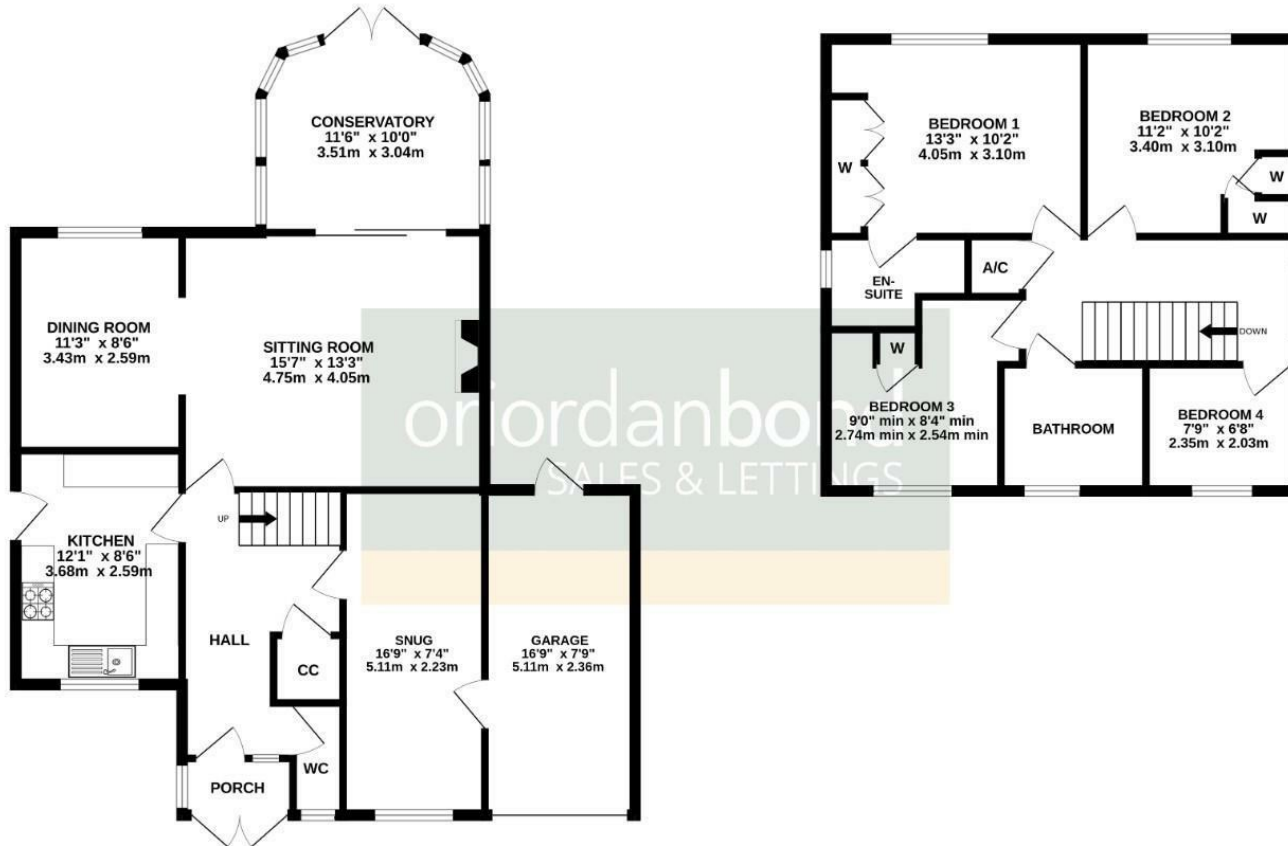 CONSERVATORY
11'6" x 10'0"
3.51m x 3.04m
DINING ROOM
11'3" x 8'6"
3.43m x 2.59m
SITTING ROOM
15'7" x 13'3"
4.75m x 4.05m
KITCHEN
12'1" x 8'6"
3.68m x 2.59m
UP
HALL
CC
WC
PORCH
SNUG
16'9" x 7'4"
5.11m x 2.23m
GARAGE
16'9" x 7'9"
5.11m x 2.36m
BEDROOM 1
13'3" x 10'2"
4.05m x 3.10m
W
BEDROOM 2
11'2" x 10'2"
3.40m x 3.10m
W
W
EN-
SUITE
A/C
DOWN
W
BEDROOM 3
9'0" min x 8'4" min
2.74m min x 2.54m min
BATHROOM
BEDROOM 4
7'9" x 6'8"
2.35m x 2.03m
oriordanbond
SALES & LETTINGS